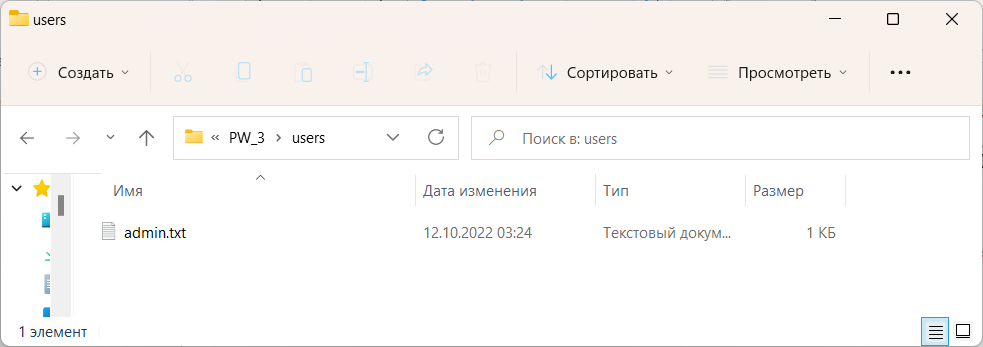 users
Создать Сортировать Просмотреть
« PW_3 > users Поиск в: users
Имя Дата изменения Тип Размер
admin.txt 12.10.2022 03:24 Текстовый докум... 1 КБ
1 элемент